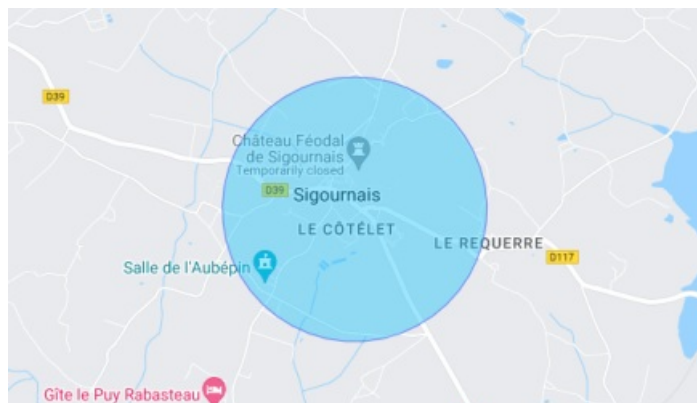 D39
Château Féodal
de Sigournais
Temporarily closed
D39
Sigournais
LE CÔTÉLET
LE REQUERRE
D117
Salle de l'Aubépin
Gîte le Puy Rabasteau